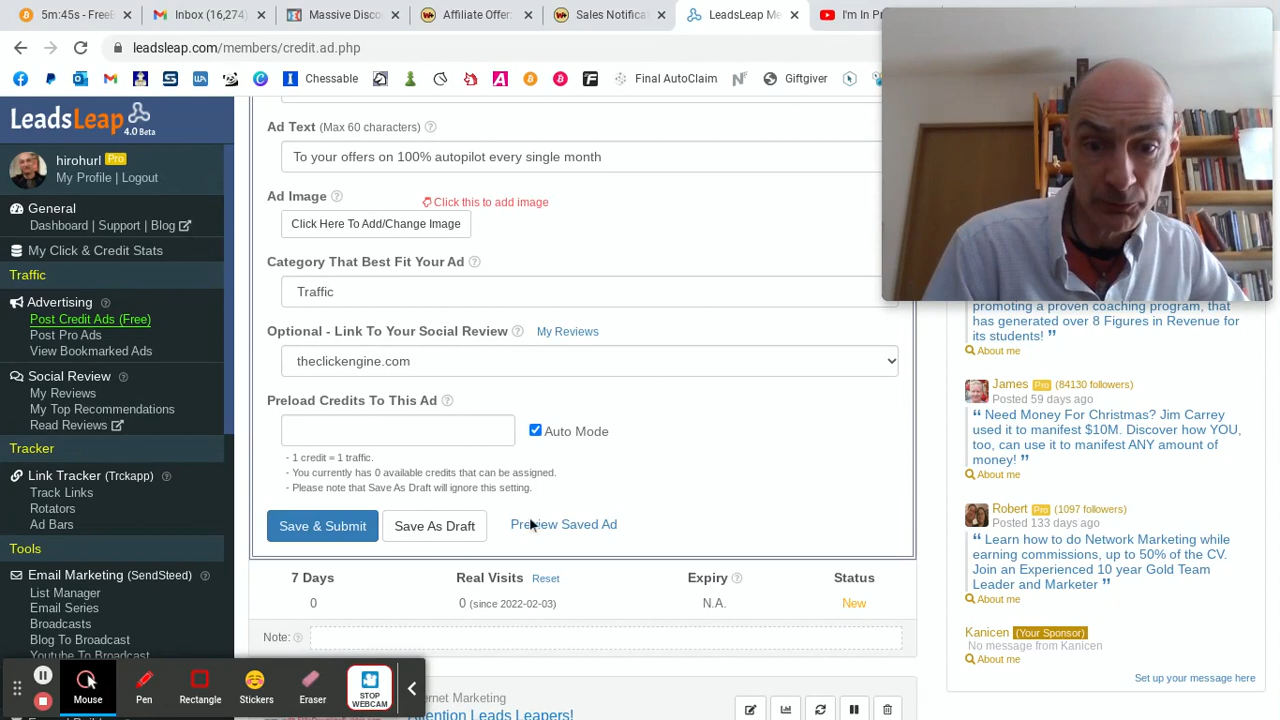 5m:45s - FreeB
Inbox (16,274)
Massive Disco
Affiliate Offer:
Sales Notificat
LeadsLeap Me
I'm In Pr
leadsleap.com/members/credit.ad.php
Chessable
Final AutoClaim
Giftgiver
LeadsLeap
4.0 Beta
hirohurl Pro
My Profile | Logout
General
Dashboard | Support | Blog
My Click & Credit Stats
Traffic
Advertising
Post Credit Ads (Free)
Post Pro Ads
View Bookmarked Ads
Social Review
My Reviews
My Top Recommendations
Read Reviews
Tracker
Link Tracker (Trckapp)
Track Links
Rotators
Ad Bars
Tools
Email Marketing (SendSteed)
List Manager
Email Series
Broadcasts
Blog To Broadcast
Youtube To Broadcast
Ad Text (Max 60 characters)
To your offers on 100% autopilot every single month
Ad Image
Click this to add image
Click Here To Add/Change Image
Category That Best Fit Your Ad
Traffic
Optional - Link To Your Social Review
My Reviews
theclickengine.com
Preload Credits To This Ad
Auto Mode
- 1 credit = 1 traffic.
- You currently has 0 available credits that can be assigned.
- Please note that Save As Draft will ignore this setting.
Save & Submit
Save As Draft
Preview Saved Ad
7 Days
Real Visits Reset
Expiry
Status
0
0 (since 2022-02-03)
N.A.
New
Note:
ternet Marketing
Attention Leads Leapers!
promoting a proven coaching program, that
has generated over 8 Figures in Revenue for
its students! "
About me
James Pro (84130 followers)
Posted 59 days ago
" Need Money For Christmas? Jim Carrey
used it to manifest $10M. Discover how YOU,
too, can use it to manifest ANY amount of
money! "
About me
Robert Pro (1097 followers)
Posted 133 days ago
" Learn how to do Network Marketing while
earning commissions, up to 50% of the CV.
Join an Experienced 10 year Gold Team
Leader and Marketer "
About me
Kanicen (Your Sponsor)
No message from Kanicen
About me
Set up your message here
Mouse
Pen
Rectangle
Stickers
Eraser
STOP
WEBCAM